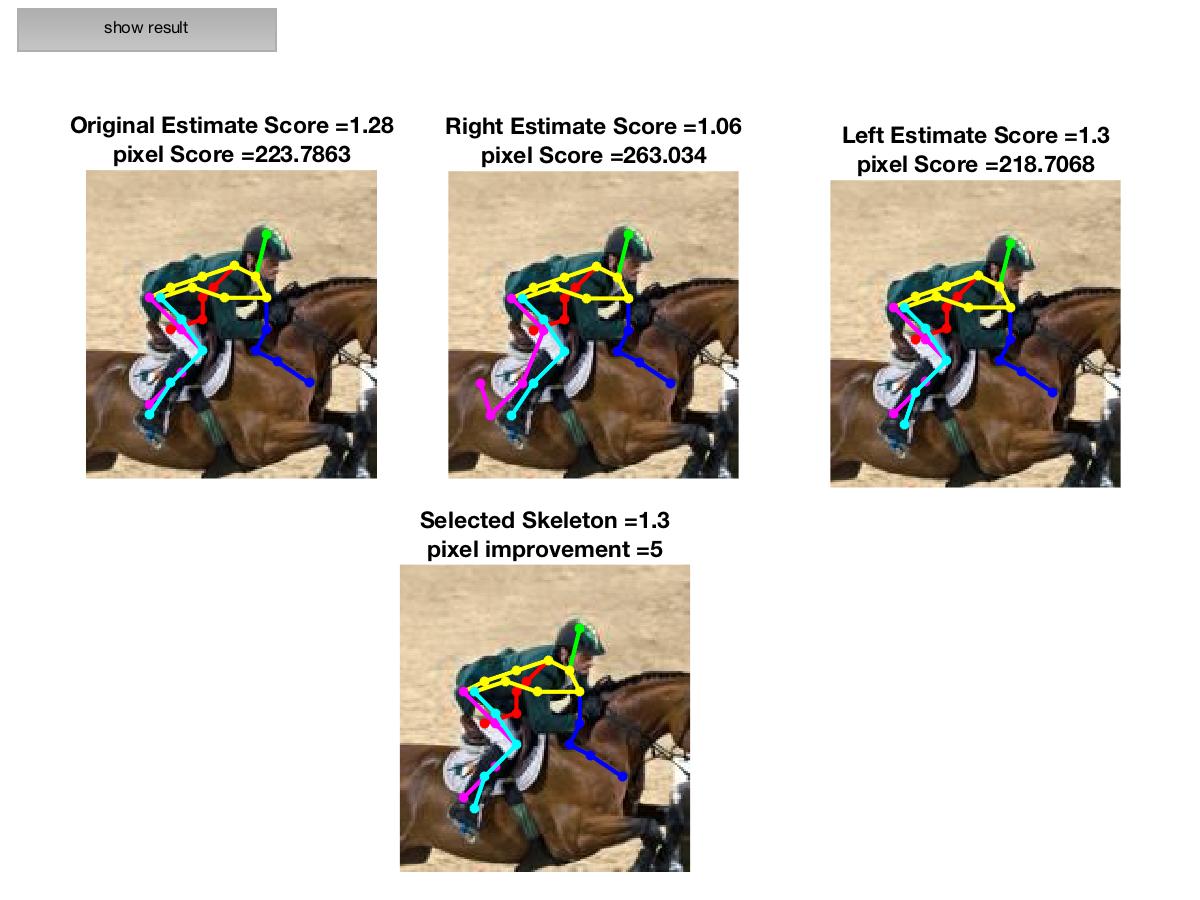 show result
Original Estimate Score =1.28
pixel Score =223.7863
Right Estimate Score =1.06
pixel Score =263.034
Left Estimate Score =1.3
pixel Score =218.7068
Selected Skeleton =1.3
pixel improvement =5